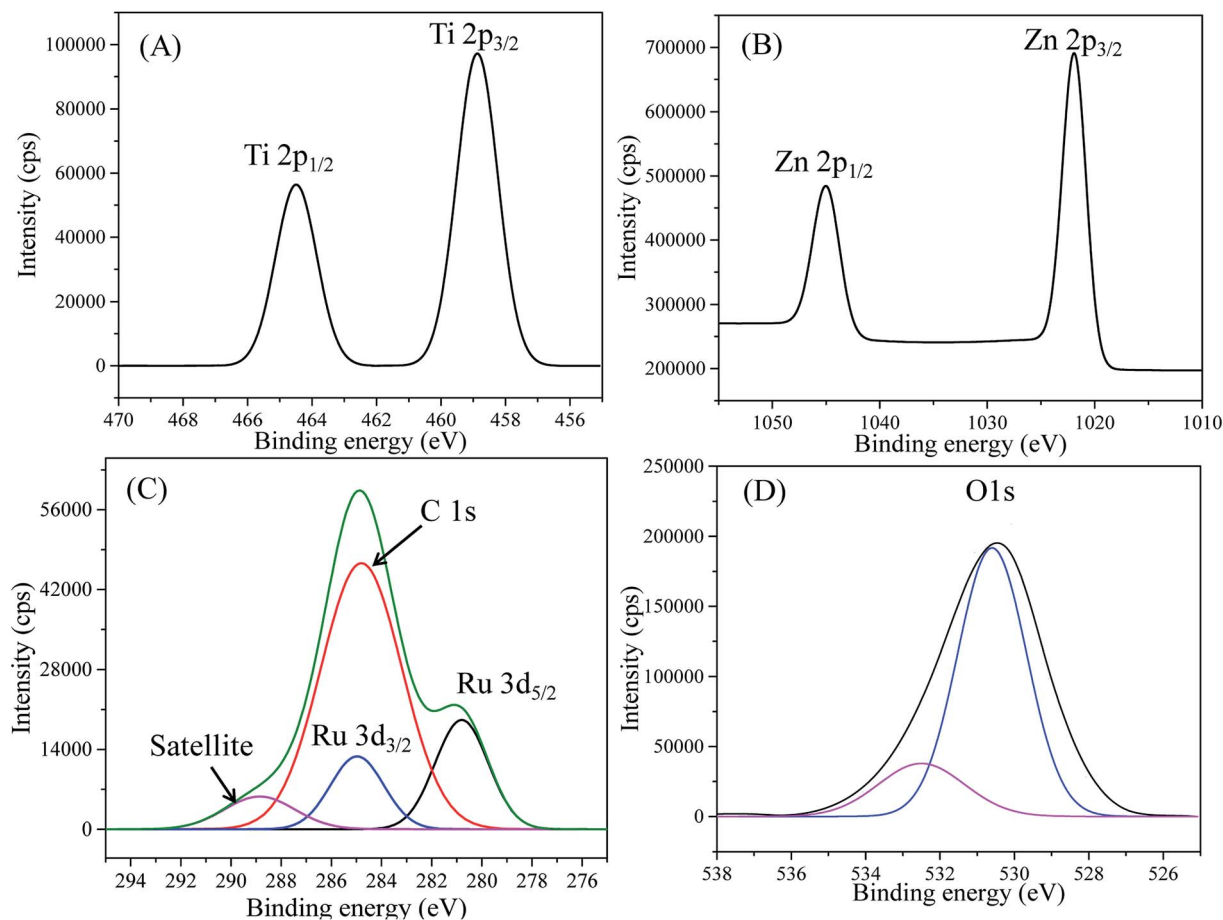 (A)
Ti 2p3/2
Ti 2p1/2
100000
80000
60000
40000
20000
0
Intensity (cps)
470 468 466 464 462 460 458 456
Binding energy (eV)
(B)
Zn 2p3/2
Zn 2p1/2
700000
600000
500000
400000
300000
200000
Intensity (cps)
1050 1040 1030 1020 1010
Binding energy (eV)
(C)
C 1s
Ru 3d5/2
Ru 3d3/2
Satellite
56000
42000
28000
14000
0
Intensity (cps)
294 292 290 288 286 284 282 280 278 276
Binding energy (eV)
(D)
O1s
250000
200000
150000
100000
50000
0
Intensity (cps)
538 536 534 532 530 528 526
Binding energy (eV)